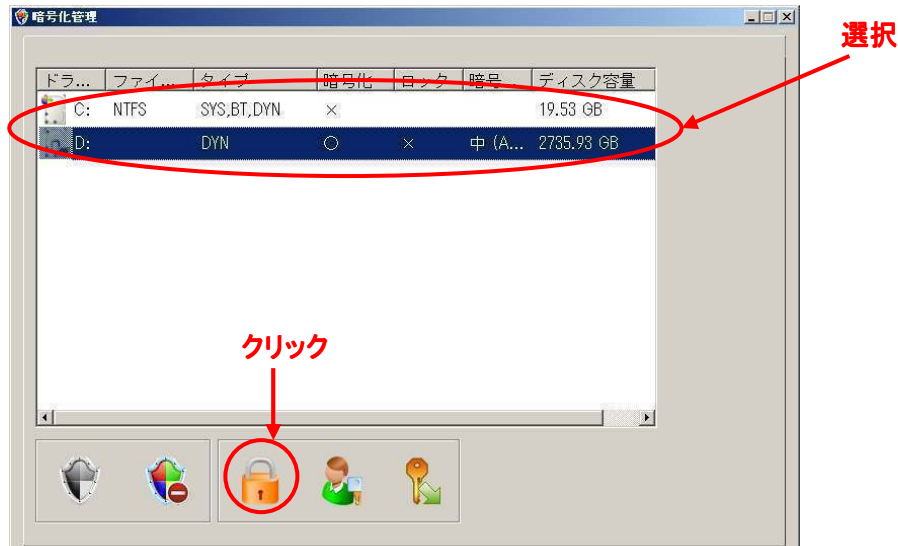 暗号化管理
選択
ドラ... ファイ... タイプ 暗号化 ロック 暗号... ディスク容量
C: NTFS SYS,BT,DYN × 19.53 GB
D: DYN ○ × 中 (A... 2735.93 GB
クリック